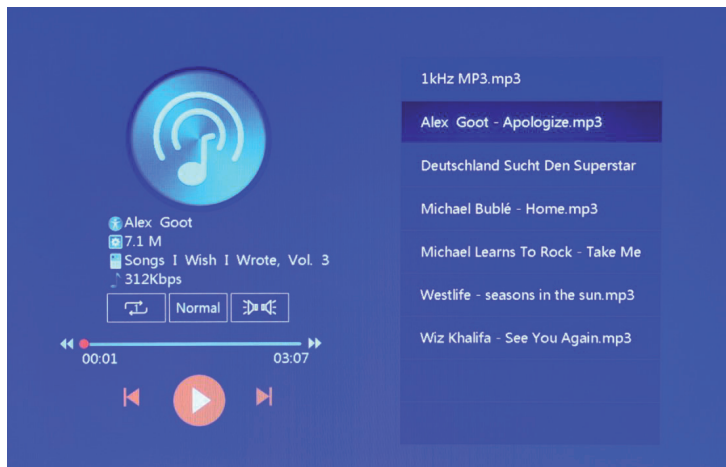 Alex Goot
7.1 M
Songs I Wish I Wrote, Vol. 3
312Kbps
1
Normal
00:01
03:07
1kHz MP3.mp3
Alex Goot - Apologize.mp3
Deutschland Sucht Den Superstar
Michael Bublé - Home.mp3
Michael Learns To Rock - Take Me
Westlife - seasons in the sun.mp3
Wiz Khalifa - See You Again.mp3